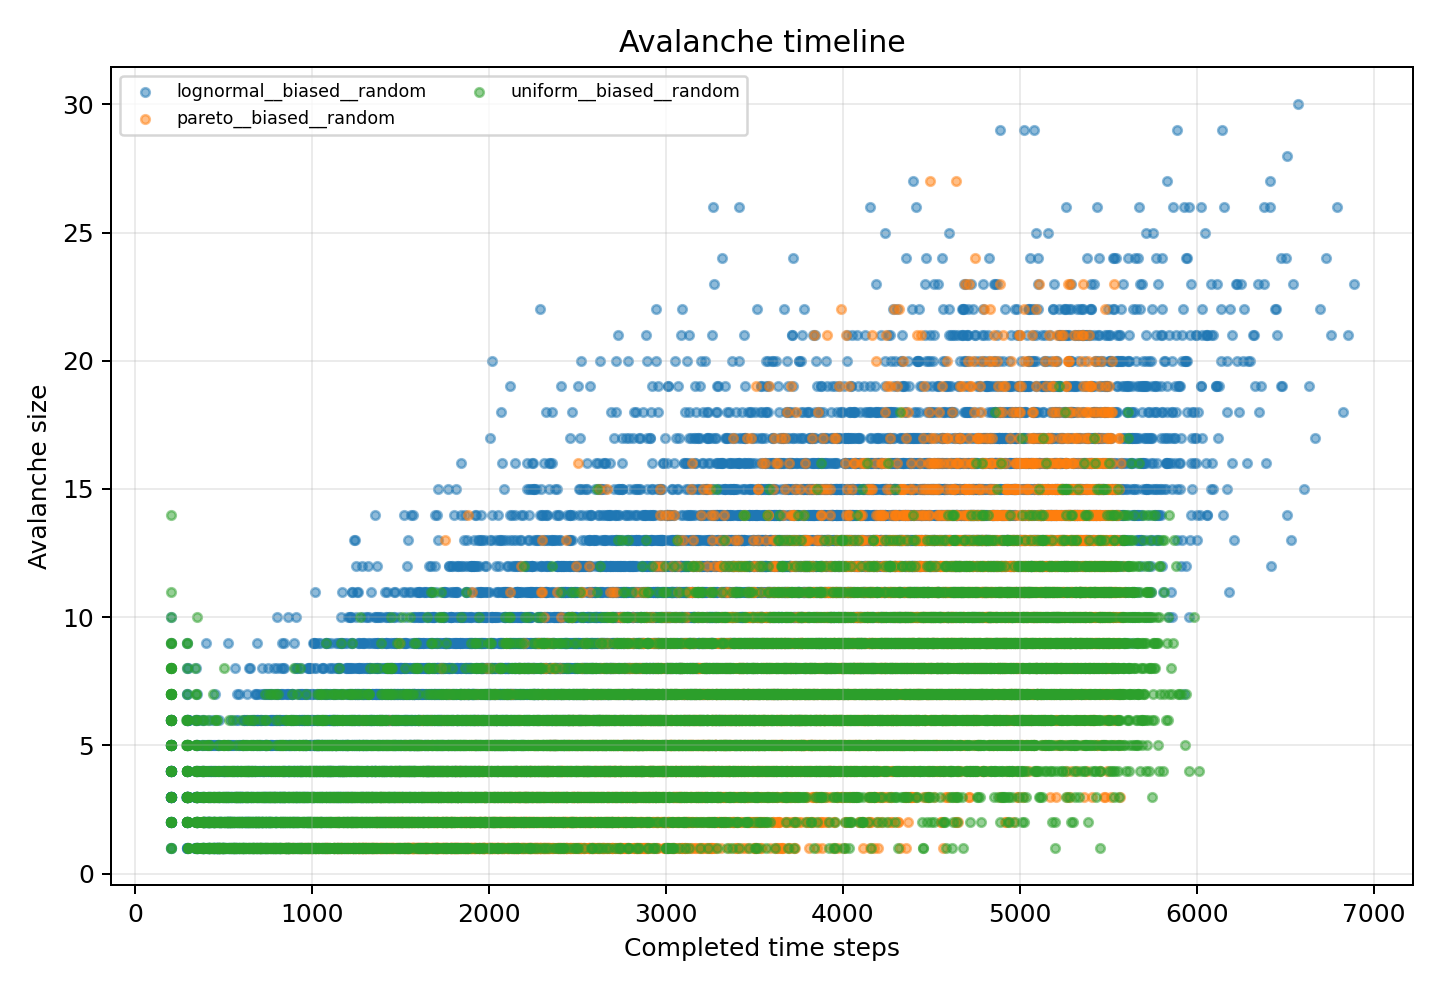 Avalanche timeline
lognormal__biased__random
pareto__biased__random
uniform__biased__random
Avalanche size
30
25
20
15
10
5
0
0 1000 2000 3000 4000 5000 6000 7000
Completed time steps